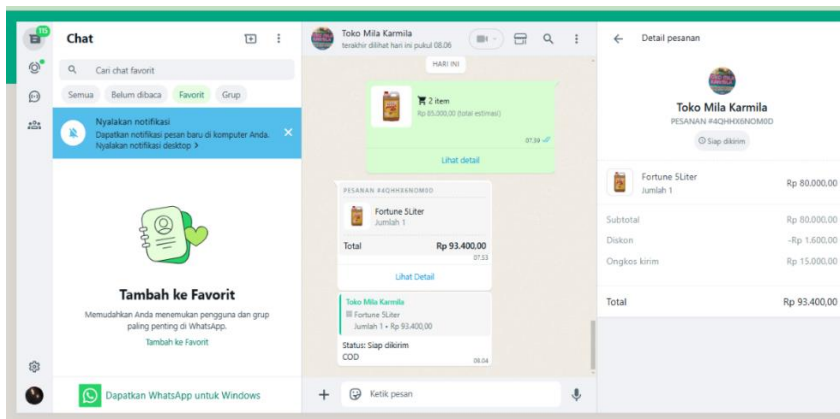 Chat
Cari chat favorit
Semua Belum dibaca Favorit Grup
Nyalakan notifikasi
Dapatkan notifikasi pesan baru di komputer Anda.
Nyalakan notifikasi desktop >
Tambah ke Favorit
Memudahkan Anda menemukan pengguna dan grup
paling penting di WhatsApp.
Tambah ke Favorit
Dapatkan WhatsApp untuk Windows
Toko Mila Karmila
terakhir dilihat hari ini pukul 08.06
HARI INI
2 item
Rp 85.000,00 (total estimasi)
07.39
Lihat detail
PESANAN #4QHHX6NOM0D
Fortune 5Liter
Jumlah 1
Total Rp 93.400,00
07.53
Lihat Detail
Toko Mila Karmila
Fortune 5Liter
Jumlah 1 • Rp 93.400,00
Status: Siap dikirim
COD
08.04
Ketik pesan
Detail pesanan
Toko Mila Karmila
PESANAN #4QHHX6NOM0D
Siap dikirim
Fortune 5Liter
Jumlah 1
Rp 80.000,00
Subtotal Rp 80.000,00
Diskon -Rp 1.600,00
Ongkos kirim Rp 15.000,00
Total Rp 93.400,00